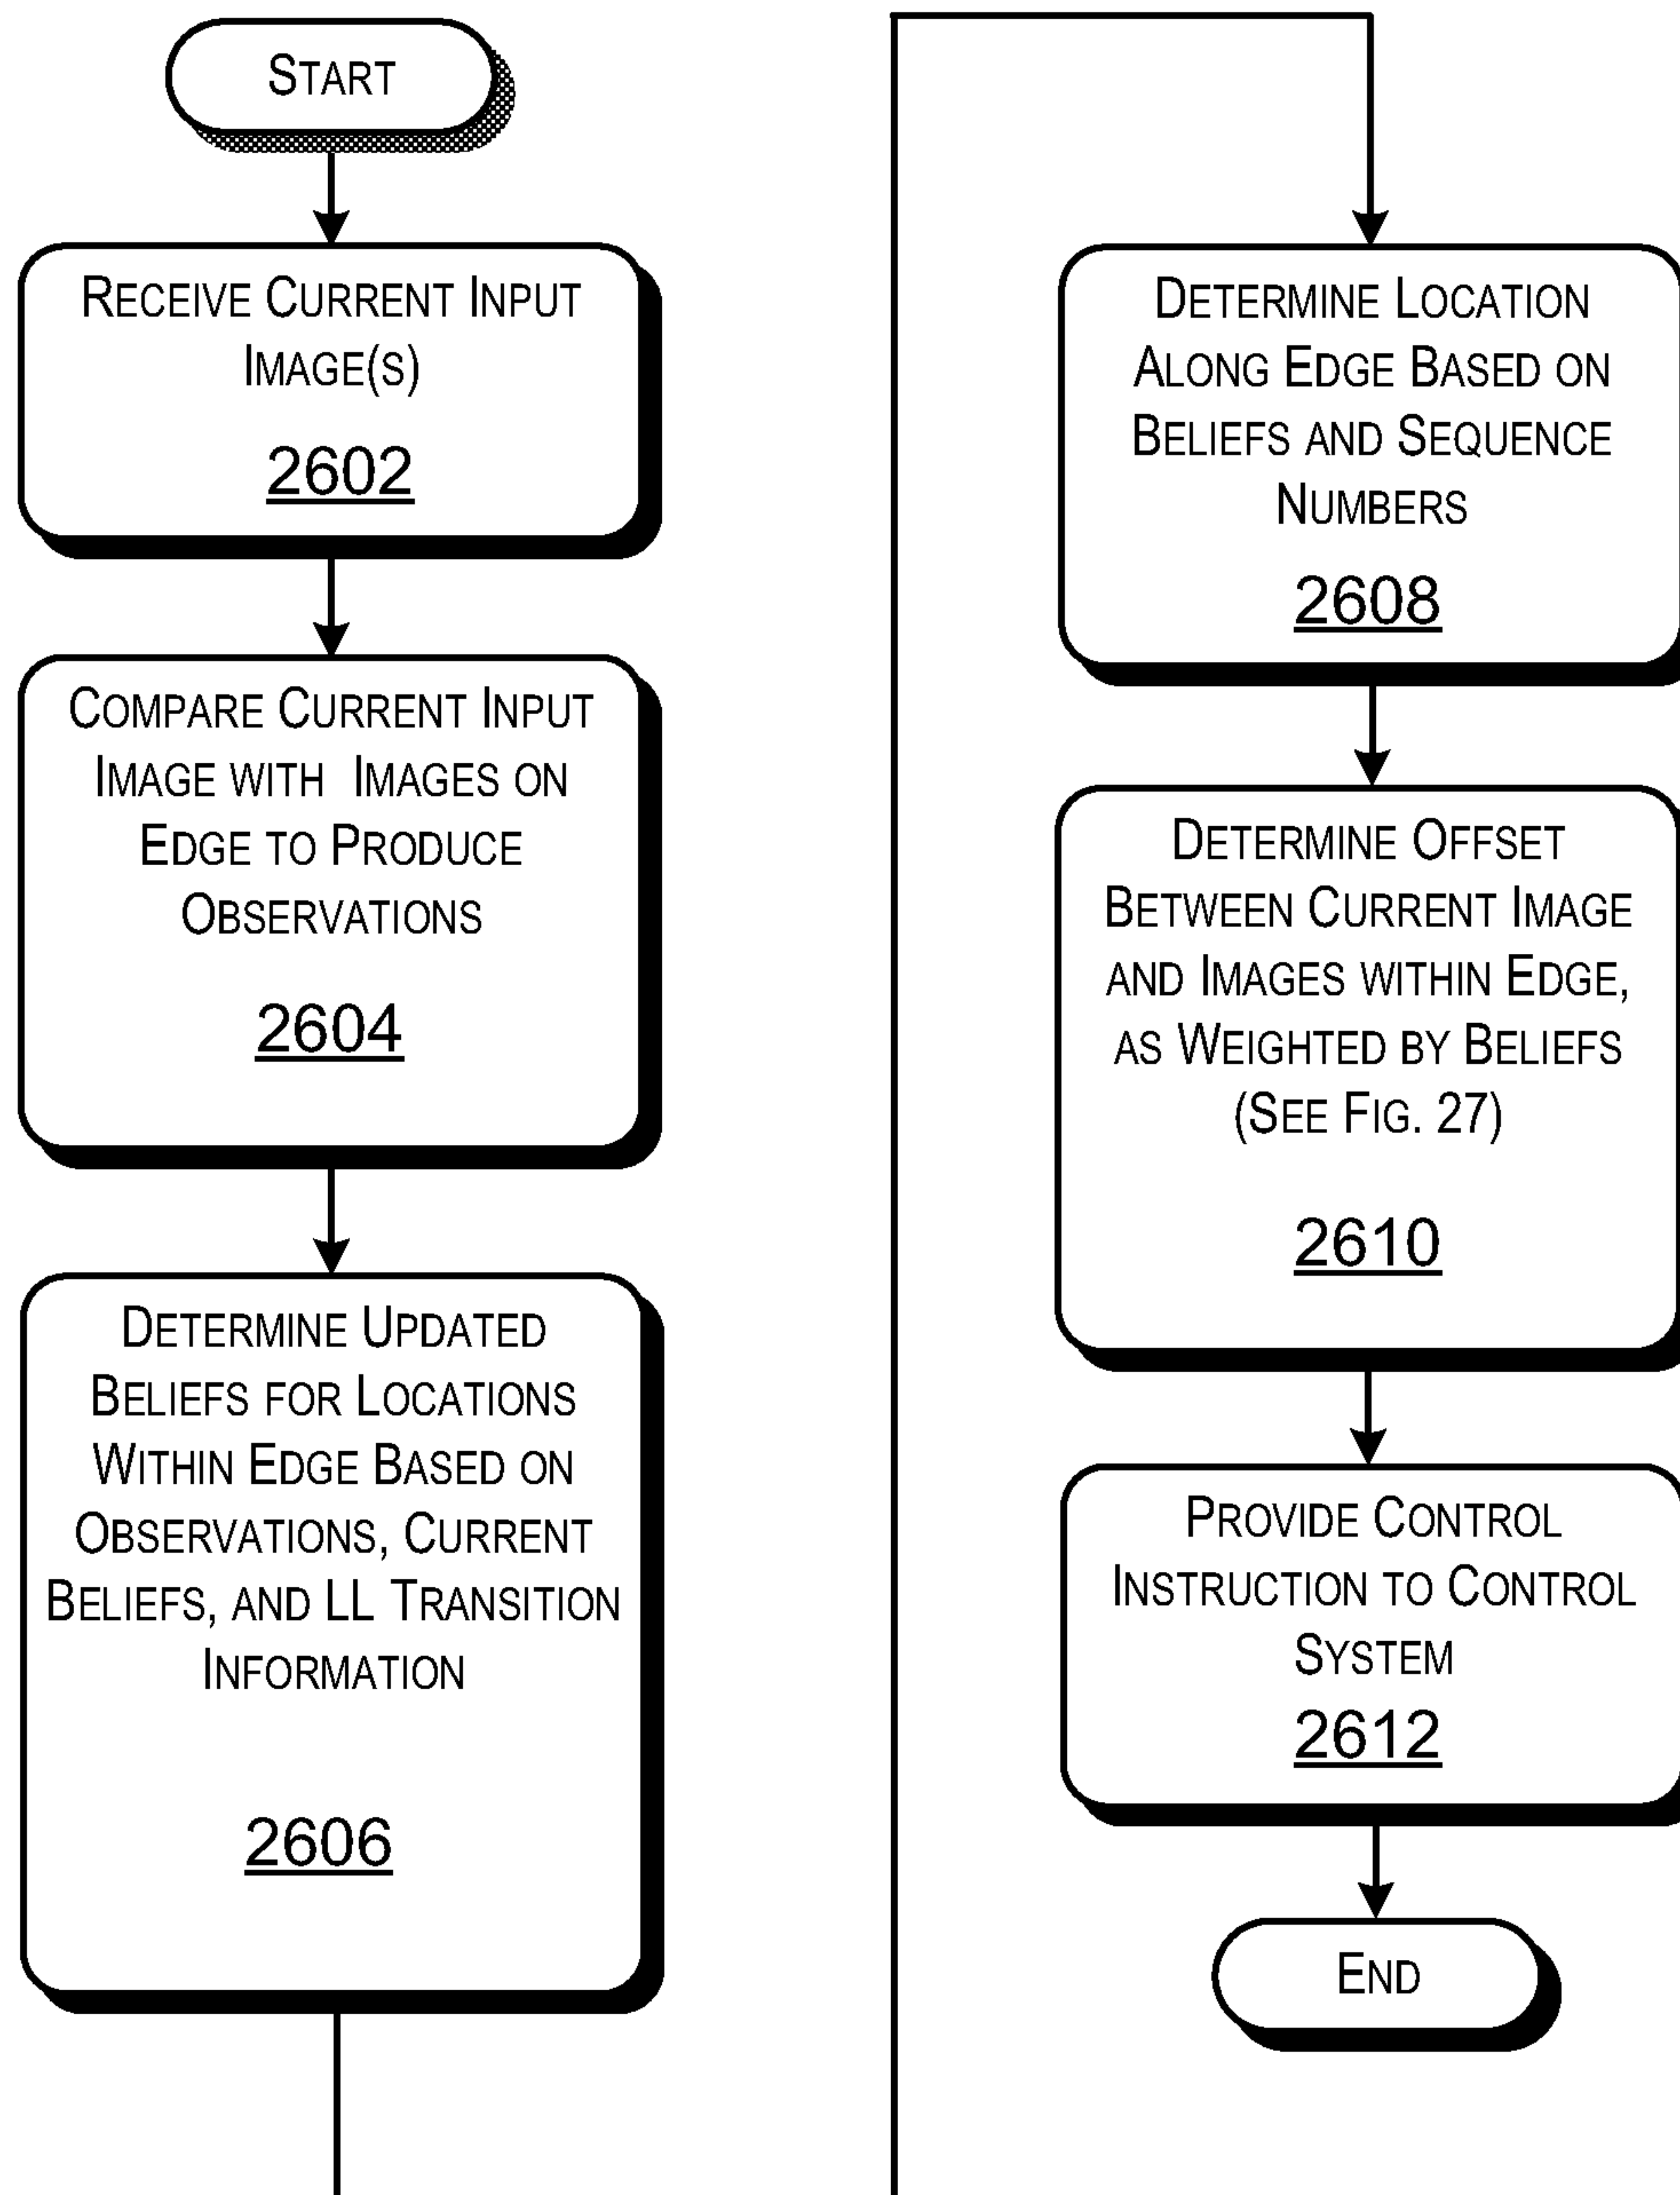 START
RECEIVE CURRENT INPUT
IMAGE(S)
2602
COMPARE CURRENT INPUT
IMAGE WITH IMAGES ON
EDGE TO PRODUCE
OBSERVATIONS
2604
DETERMINE UPDATED
BELIEFS FOR LOCATIONS
WITHIN EDGE BASED ON
OBSERVATIONS, CURRENT
BELIEFS, AND LL TRANSITION
INFORMATION
2606
DETERMINE LOCATION
ALONG EDGE BASED ON
BELIEFS AND SEQUENCE
NUMBERS
2608
DETERMINE OFFSET
BETWEEN CURRENT IMAGE
AND IMAGES WITHIN EDGE,
AS WEIGHTED BY BELIEFS
(SEE FIG. 27)
2610
PROVIDE CONTROL
INSTRUCTION TO CONTROL
SYSTEM
2612
END